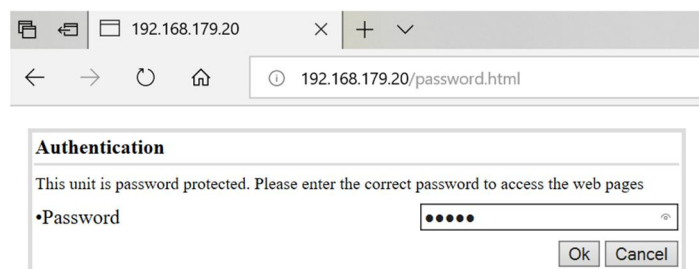 192.168.179.20
192.168.179.20/password.html
Authentication
This unit is password protected. Please enter the correct password to access the web pages
•Password
●●●●●
Ok Cancel